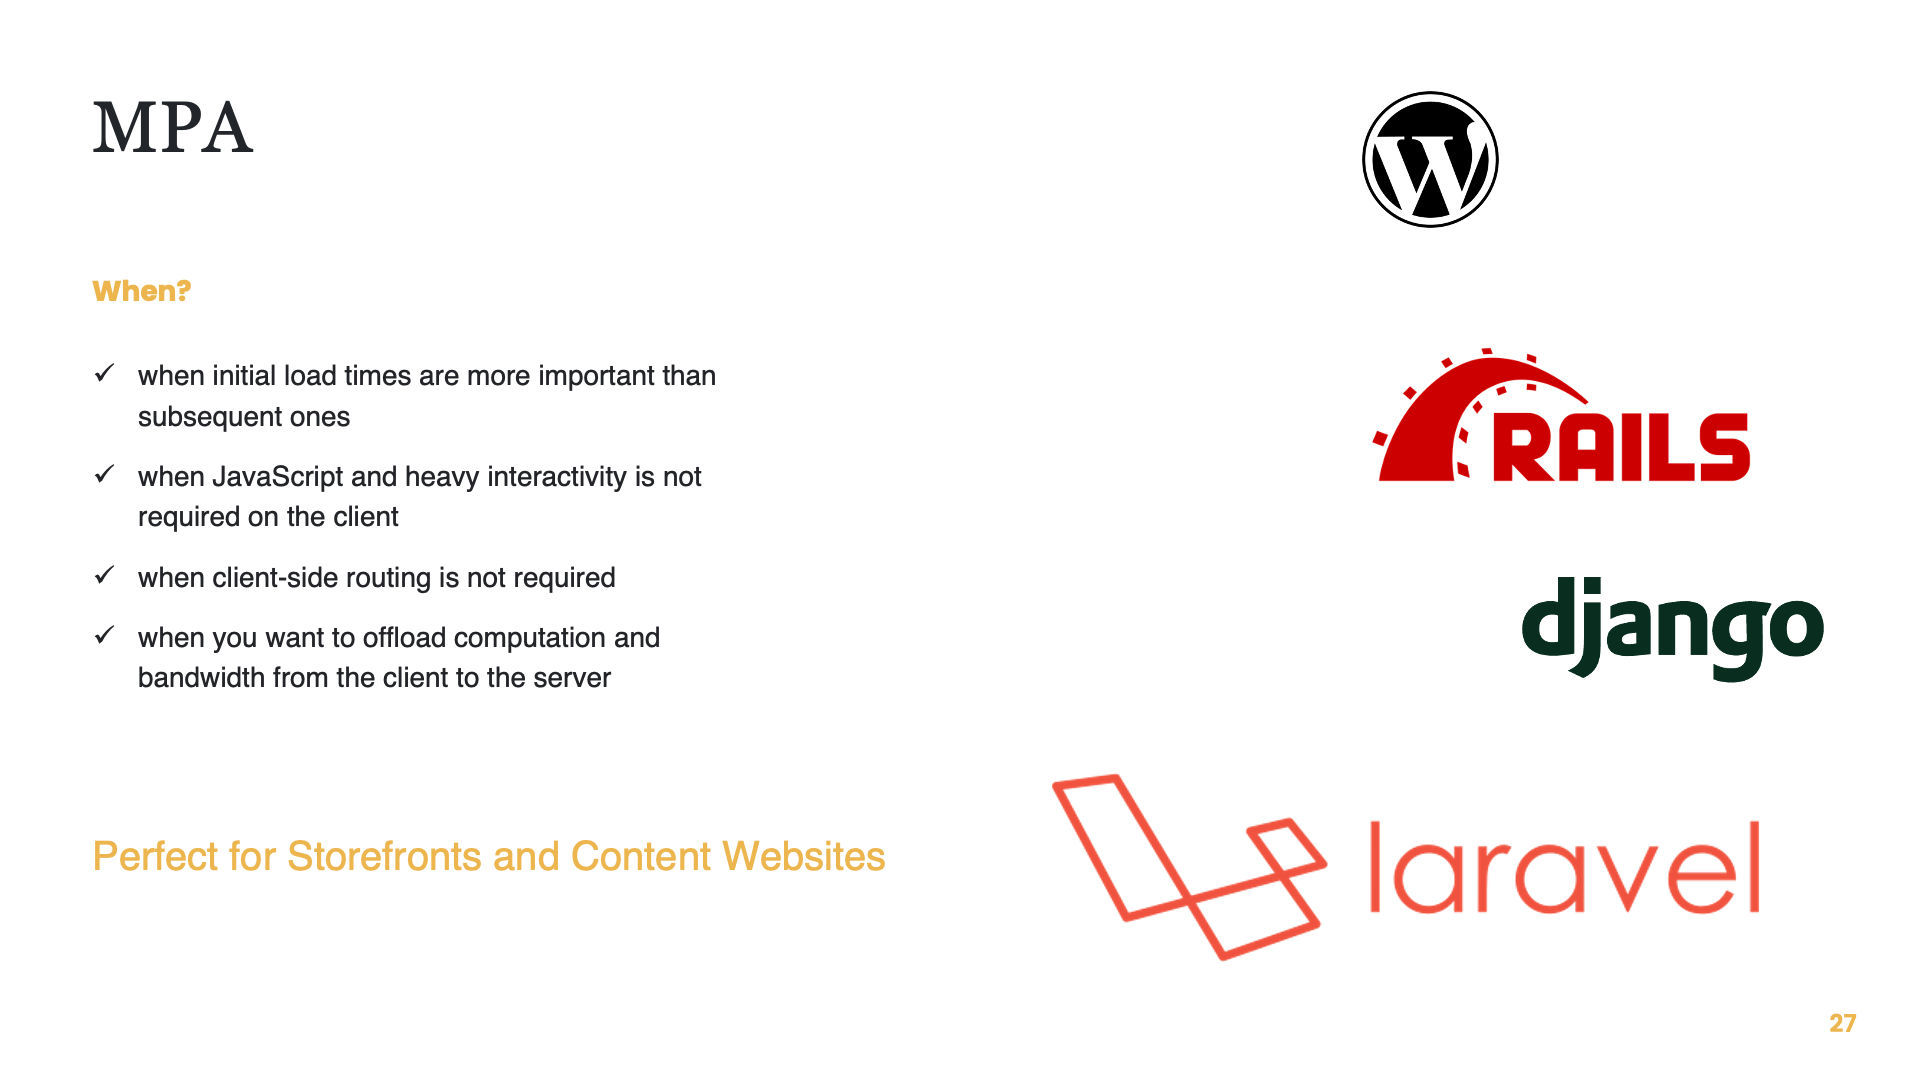 MPA
When?
✓ when initial load times are more important than
subsequent ones
✓ when JavaScript and heavy interactivity is not
required on the client
✓ when client-side routing is not required
✓ when you want to offload computation and
bandwidth from the client to the server
Perfect for Storefronts and Content Websites
W
RAILS
django
laravel
27